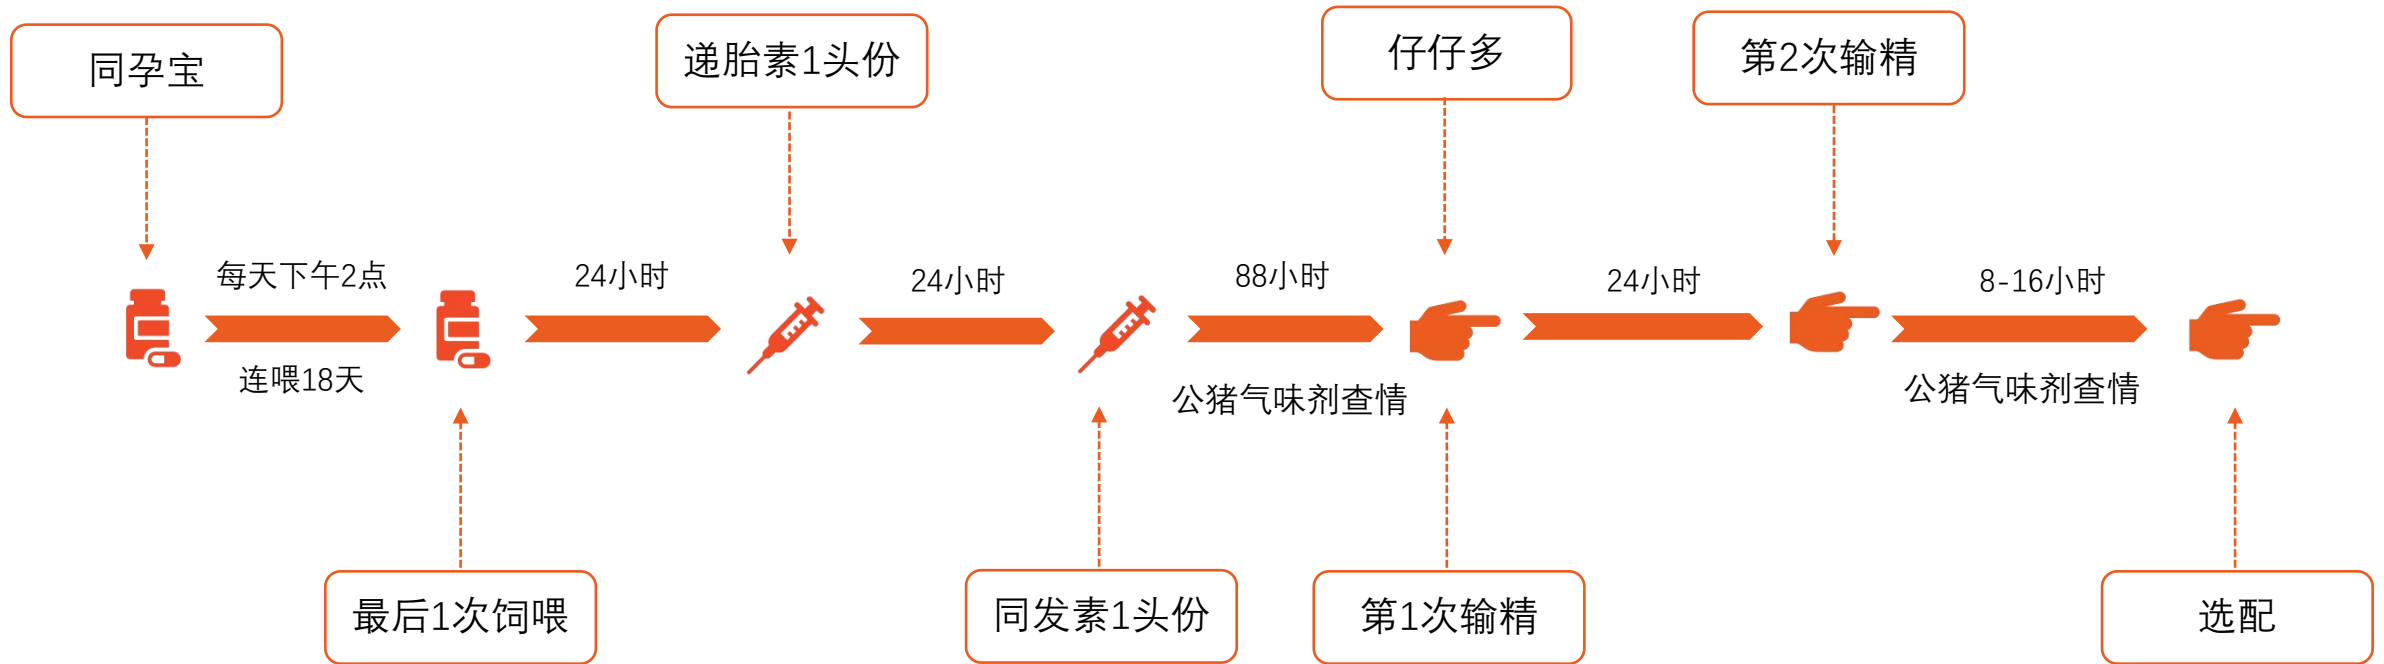 同孕宝
递胎素1头份
仔仔多
第2次输精
每天下午2点
24小时
24小时
88小时
24小时
8-16小时
连喂18天
公猪气味剂查情
公猪气味剂查情
最后1次饲喂
同发素1头份
第1次输精
选配